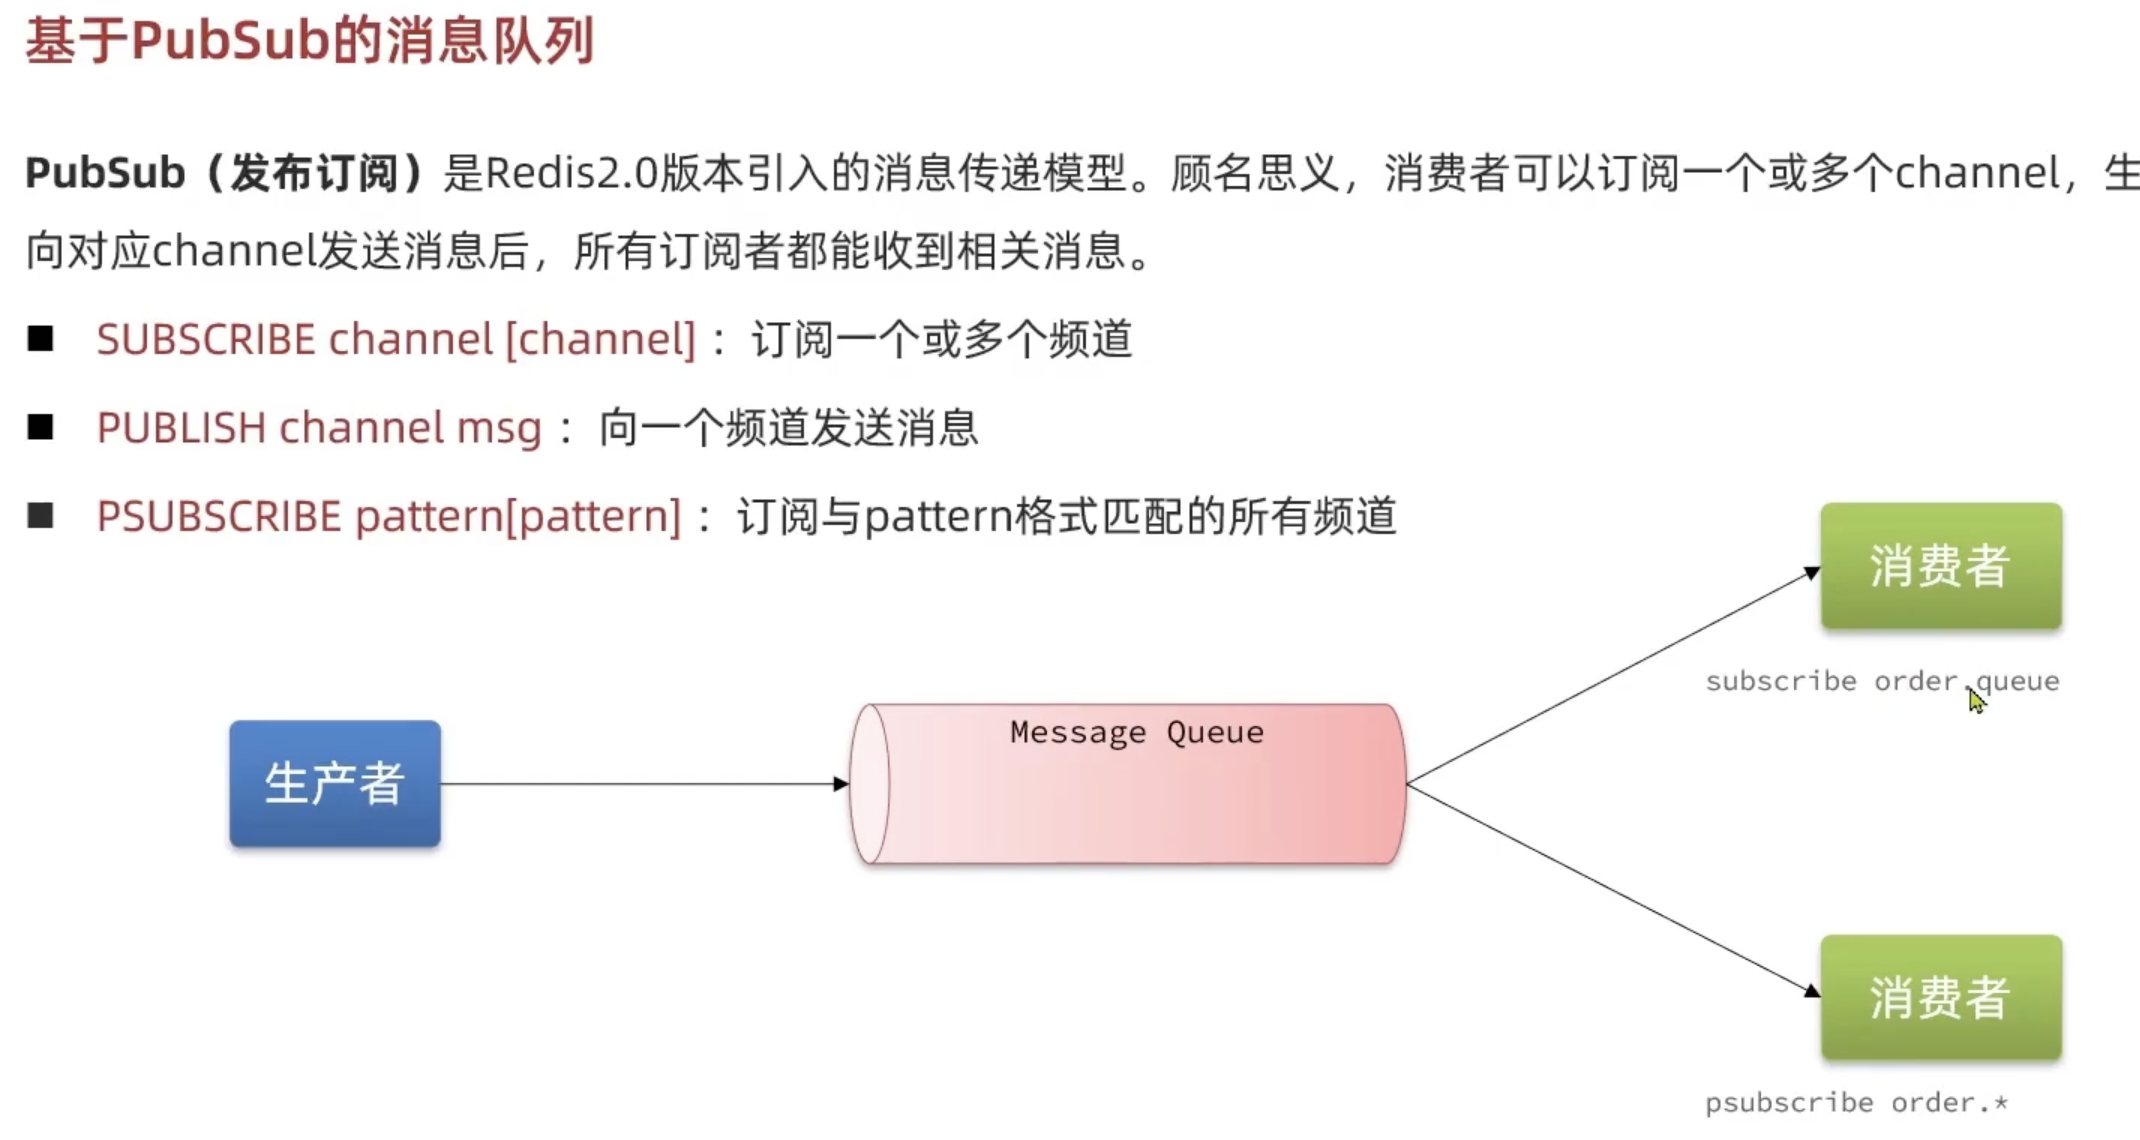 基于PubSub的消息队列
PubSub（发布订阅）是Redis2.0版本引入的消息传递模型。顾名思义，消费者可以订阅一个或多个channel，生
向对应channel发送消息后，所有订阅者都能收到相关消息。
SUBSCRIBE channel [channel] ：订阅一个或多个频道
PUBLISH channel msg ：向一个频道发送消息
PSUBSCRIBE pattern[pattern] ：订阅与pattern格式匹配的所有频道
消费者
subscribe order.queue
Message Queue
生产者
消费者
psubscribe order.*